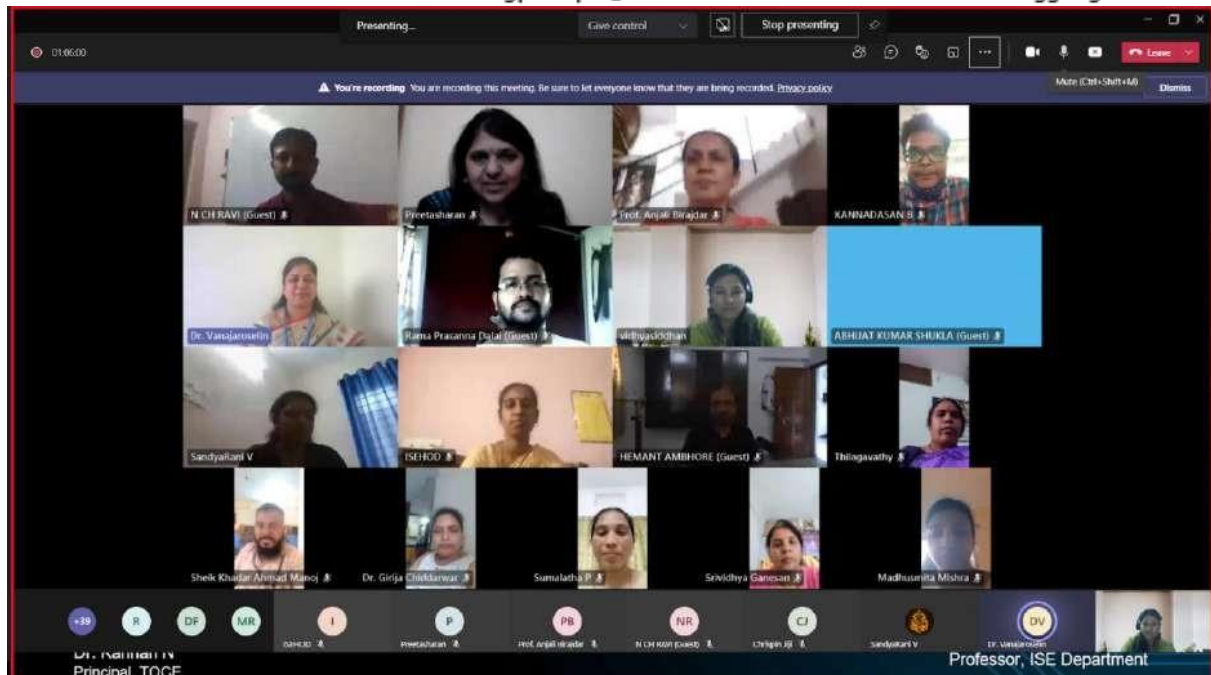 Presenting...
Give control
Stop presenting
01:06:00
Leave
Mute (Ctrl+Shift+M)
You're recording You are recording this meeting. Be sure to let everyone know that they are being recorded. Privacy policy
Dismiss
N CH RAVI (Guest)
Preetasharan
Prof. Anjali Birajdar
KANNADASAN B
Dr. Vanajaroselin
Rama Prasanna Dalai (Guest)
vidhyasiddhan
ABHIJAT KUMAR SHUKLA (Guest)
SandyaRani V
ISEHOD
HEMANT AMBHORE (Guest)
Thilagavathy
Sheik Khadar Ahmad Manoj
Dr. Girija Chiddarwar
Sumalatha P
Srividhya Ganesan
Madhusmita Mishra
+39
R
DF
MR
I
P
PB
NR
CJ
DV
ISEHOD
Preetasharan
Prof. Anjali Birajdar
N CH RAVI (Guest)
SandyaRani V
Dr. Vanajaroselin
Dr. Kannan N
Principal, TOCE
Professor, ISE Department